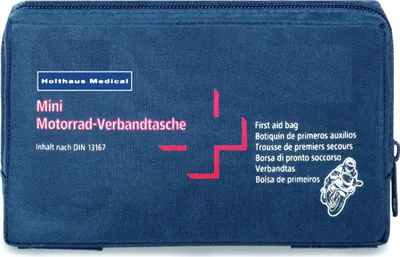 Holthaus Medical
Mini
Motorrad-Verbandtasche
Inhalt nach DIN 13167
First aid bag
Botiquin de primeros auxilios
Trousse de premiers secours
Borsa di pronto soccorso
Verbandtas
Bolsa de primeiros